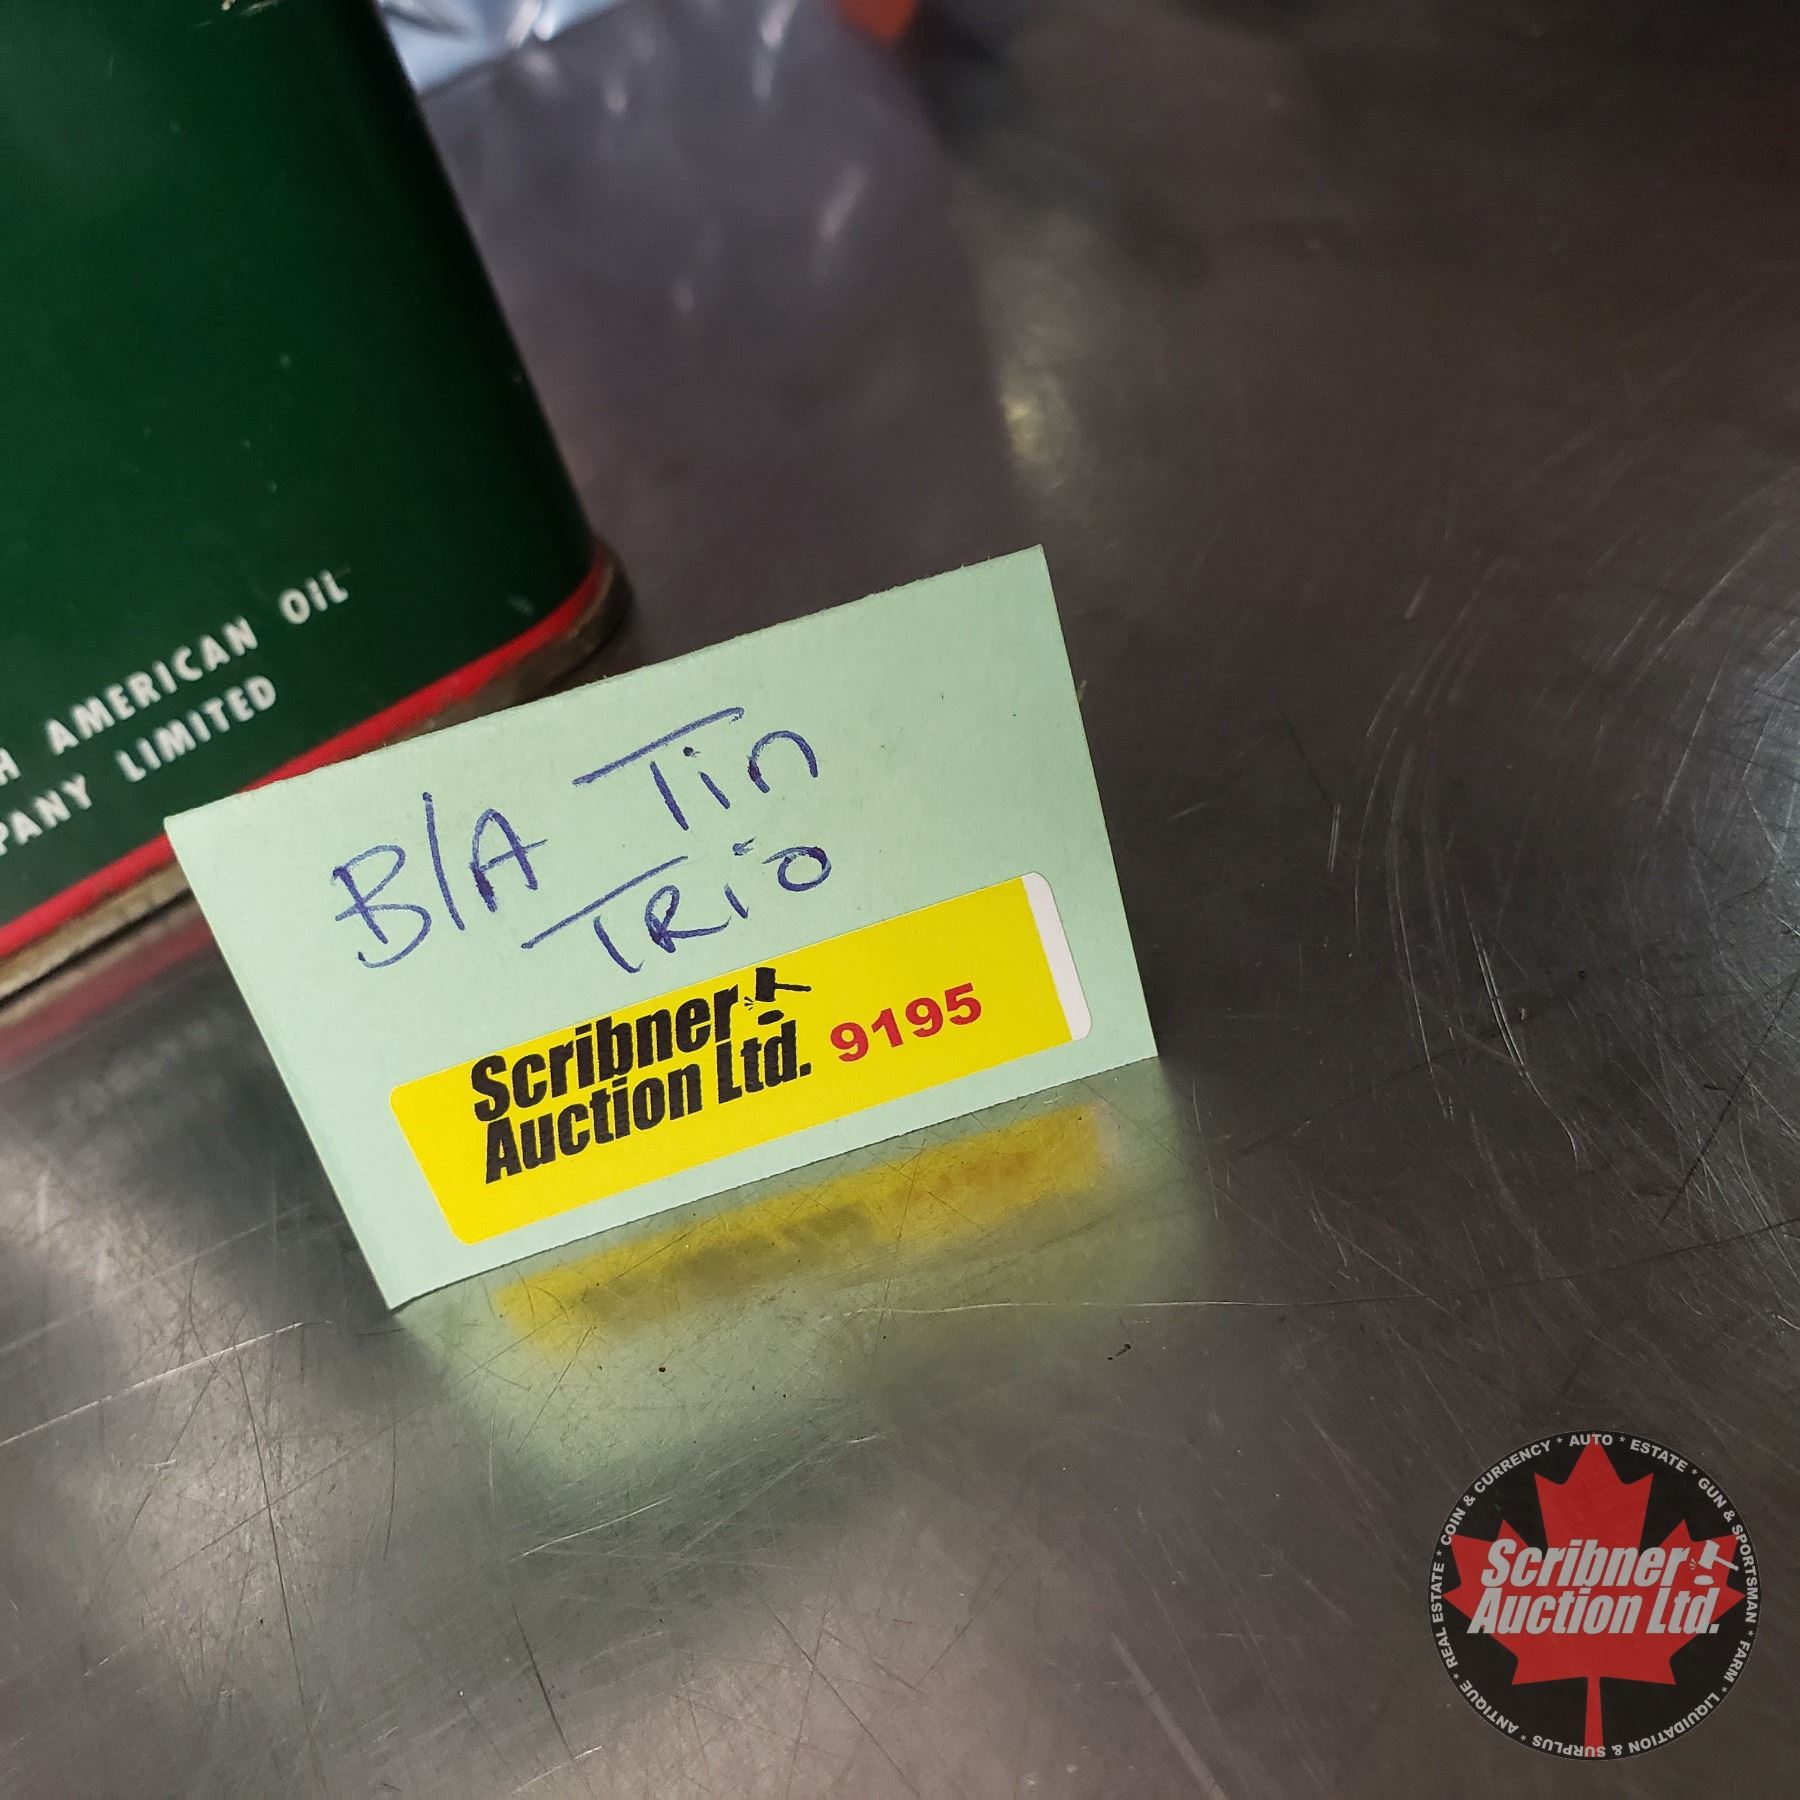 AMERICAN OIL
LIMITED
B/A Tin
TRiO
Scribner
Auction Ltd. 9195
COIN & CURRENCY * AUTO * ESTATE * GUN & SPORTSMAN * FARM * LIQUIDATION & SURPLUS * ANTIQUE * REAL ESTATE *
Scribner
Auction Ltd.